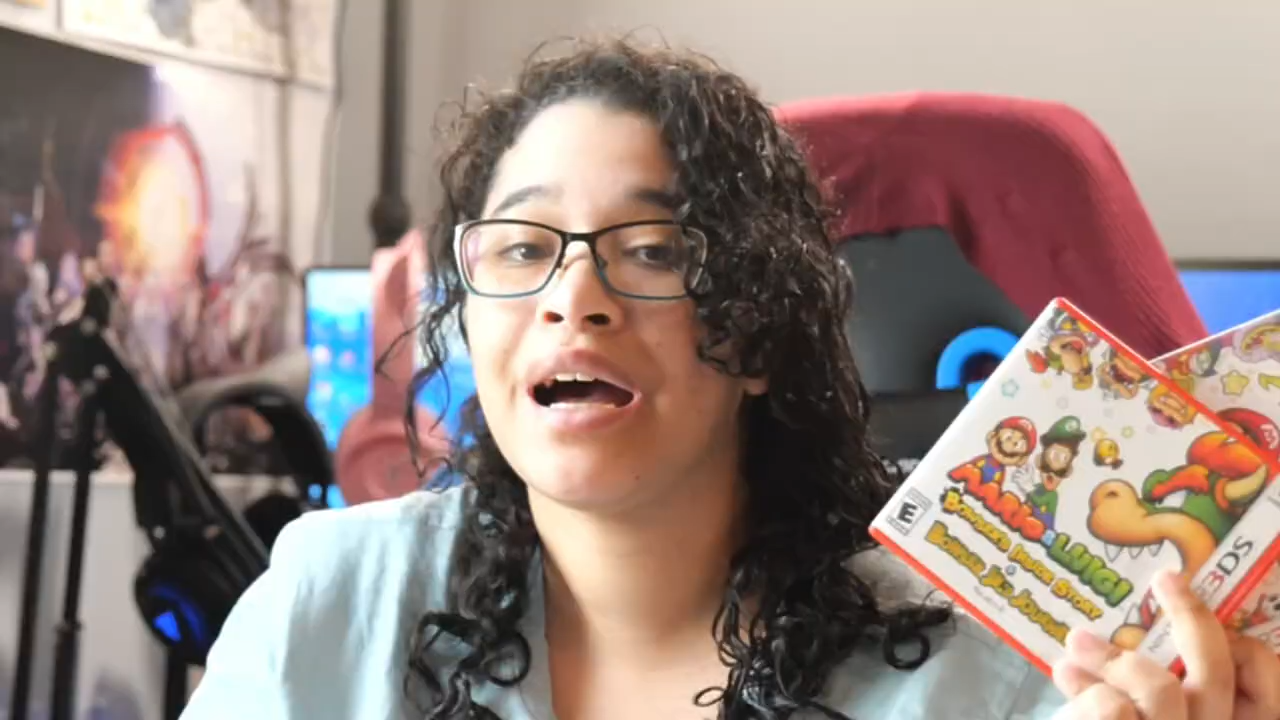 MARIO & LUIGI
BOWSER'S INSIDE STORY
+
BOWSER JR.'S JOURNEY
E
3DS